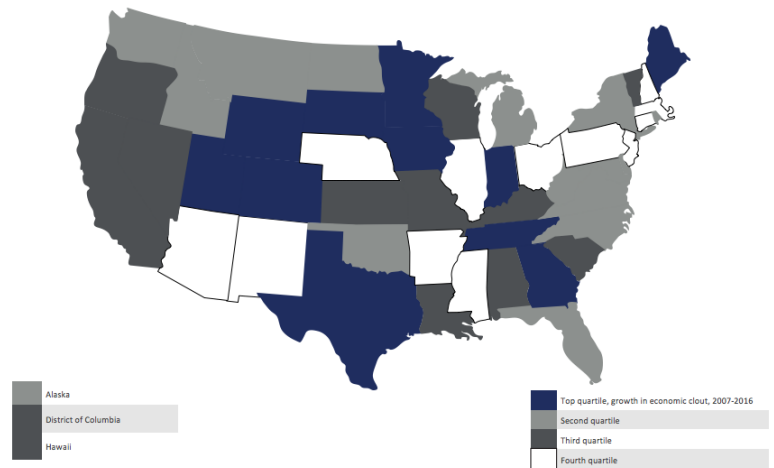 Alaska
District of Columbia
Hawaii
Top quartile, growth in economic clout, 2007-2016
Second quartile
Third quartile
Fourth quartile